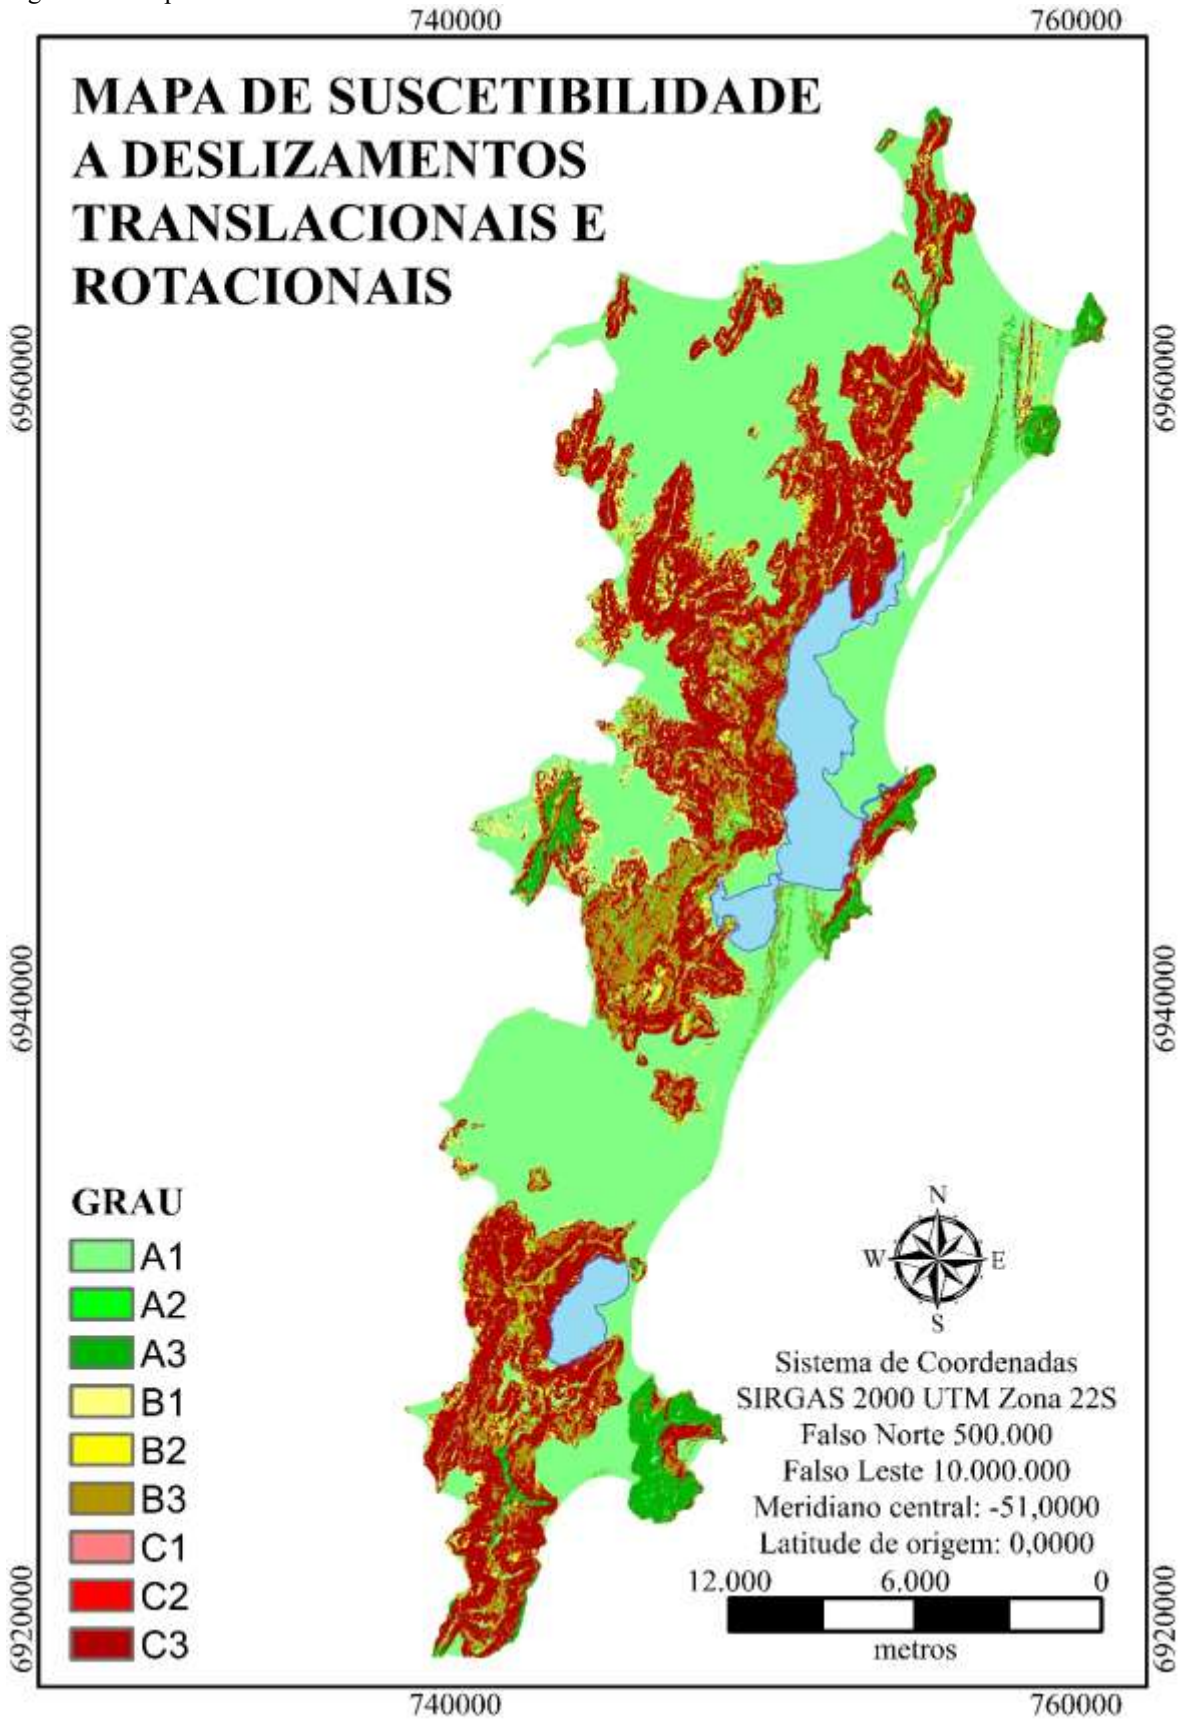 740000
760000
MAPA DE SUSCETIBILIDADE
A DESLIZAMENTOS
TRANSLACIONAIS E
ROTACIONAIS
6960000
6960000
6940000
6940000
GRAU
A1
A2
A3
B1
B2
B3
C1
C2
C3
N
W
E
S
Sistema de Coordenadas
SIRGAS 2000 UTM Zona 22S
Falso Norte 500.000
Falso Leste 10.000.000
Meridiano central: -51,0000
Latitude de origem: 0,0000
12.000 6.000 0
metros
6920000
6920000
740000
760000